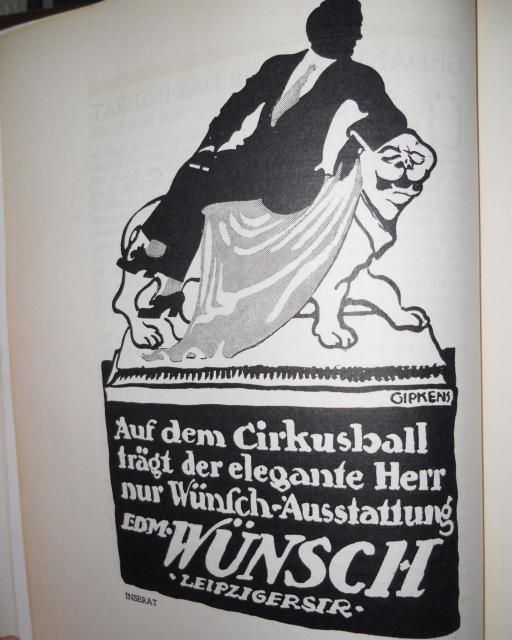 GIPKENS
Auf dem Cirkusball
trägt der elegante Herr
nur Wünsch-Ausstattung
EDM. WÜNSCH
·LEIPZIGERSTR.·
INSERAT